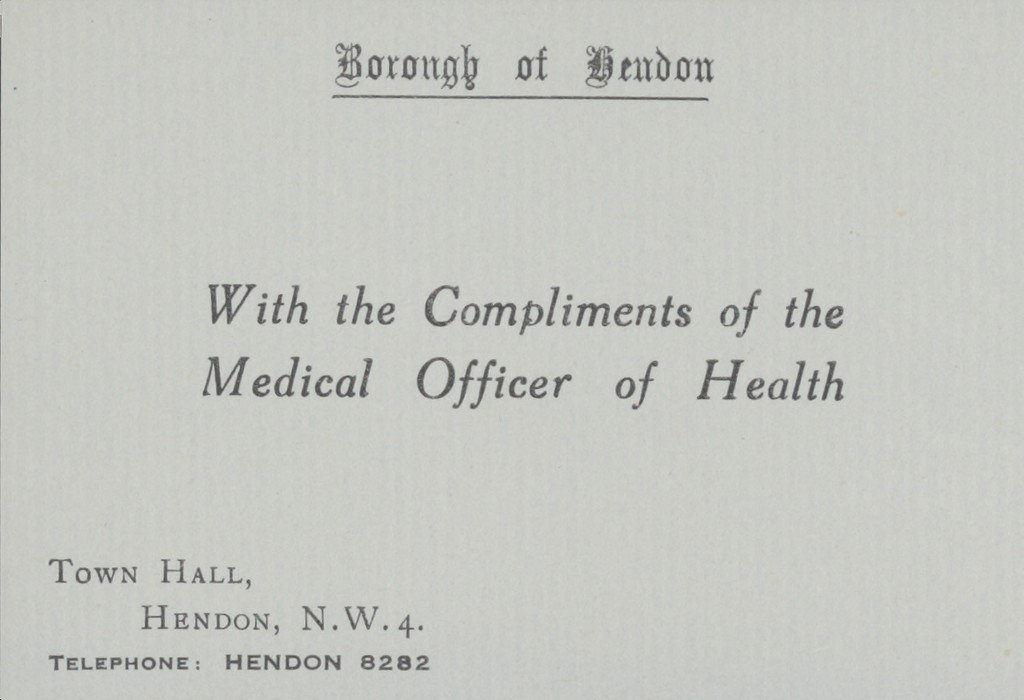 Borough of Hendon
With the Compliments of the
Medical Officer of Health
Town Hall,
Hendon, N.W. 4.
Telephone: HENDON 8282